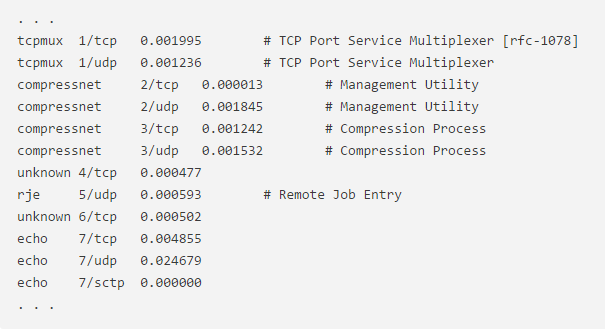 . . .
tcpmux  1/tcp   0.001995        # TCP Port Service Multiplexer [rfc-1078]
tcpmux  1/udp   0.001236        # TCP Port Service Multiplexer
compressnet     2/tcp   0.000013        # Management Utility
compressnet     2/udp   0.001845        # Management Utility
compressnet     3/tcp   0.001242        # Compression Process
compressnet     3/udp   0.001532        # Compression Process
unknown 4/tcp   0.000477
rje     5/udp   0.000593        # Remote Job Entry
unknown 6/tcp   0.000502
echo    7/tcp   0.004855
echo    7/udp   0.024679
echo    7/sctp  0.000000
. . .